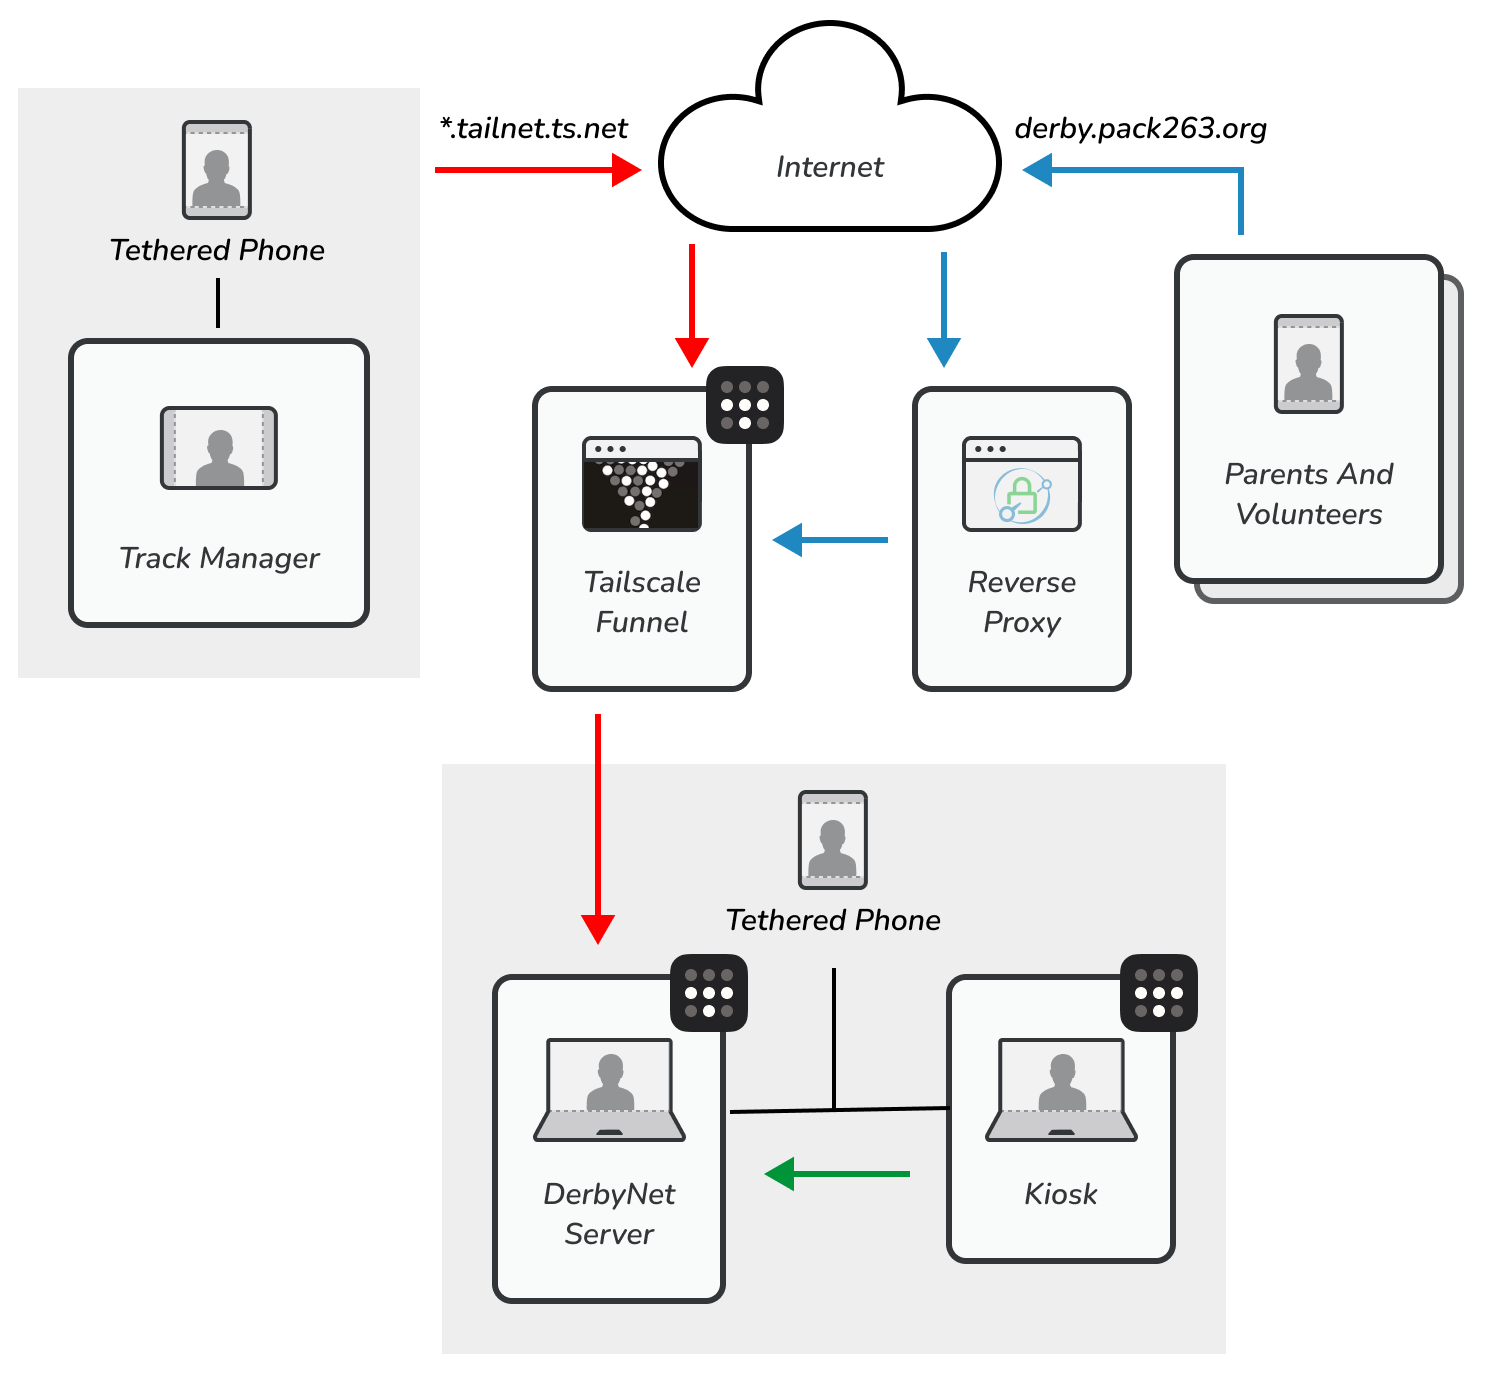 *.tailnet.ts.net
derby.pack263.org
Internet
Tethered Phone
Track Manager
Parents And
Volunteers
Tailscale
Funnel
Reverse
Proxy
Tethered Phone
DerbyNet
Server
Kiosk